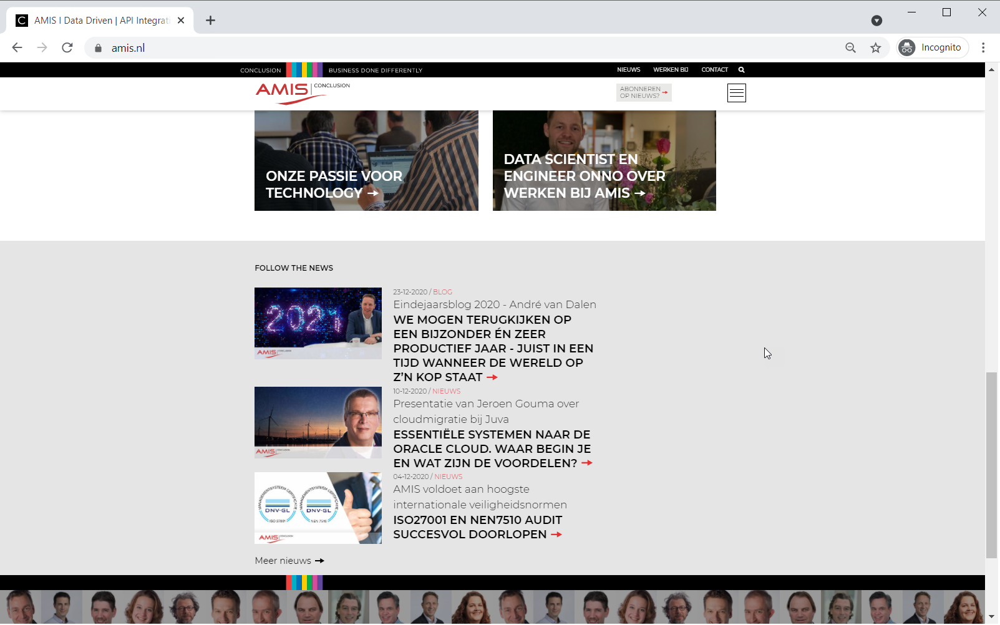 AMIS I Data Driven | API Integrati
amis.nl
Incognito
CONCLUSION
BUSINESS DONE DIFFERENTLY
NIEUWS
WERKEN BIJ
CONTACT
AMIS
CONCLUSION
ABONNEREN
OP NIEUWS?
ONZE PASSIE VOOR
TECHNOLOGY
DATA SCIENTIST EN
ENGINEER ONNO OVER
WERKEN BIJ AMIS
FOLLOW THE NEWS
2021
AMIS
CONCLUSION
23-12-2020 / BLOG
Eindejaarsblog 2020 - André van Dalen
WE MOGEN TERUGKIJKEN OP
EEN BIJZONDER ÉN ZEER
PRODUCTIEF JAAR - JUIST IN EEN
TIJD WANNEER DE WERELD OP
Z’N KOP STAAT
AMIS
CONCLUSION
10-12-2020 / NIEUWS
Presentatie van Jeroen Gouma over
cloudmigratie bij Juva
ESSENTIËLE SYSTEMEN NAAR DE
ORACLE CLOUD. WAAR BEGIN JE
EN WAT ZIJN DE VOORDELEN?
MANAGEMENTSYSTEEM CERTIFICATIE
DNV·GL
ISO 27001
MANAGEMENTSYSTEEM CERTIFICATIE
DNV·GL
NEN 7510
AMIS
CONCLUSION
04-12-2020 / NIEUWS
AMIS voldoet aan hoogste
internationale veiligheidsnormen
ISO27001 EN NEN7510 AUDIT
SUCCESVOL DOORLOPEN
Meer nieuws